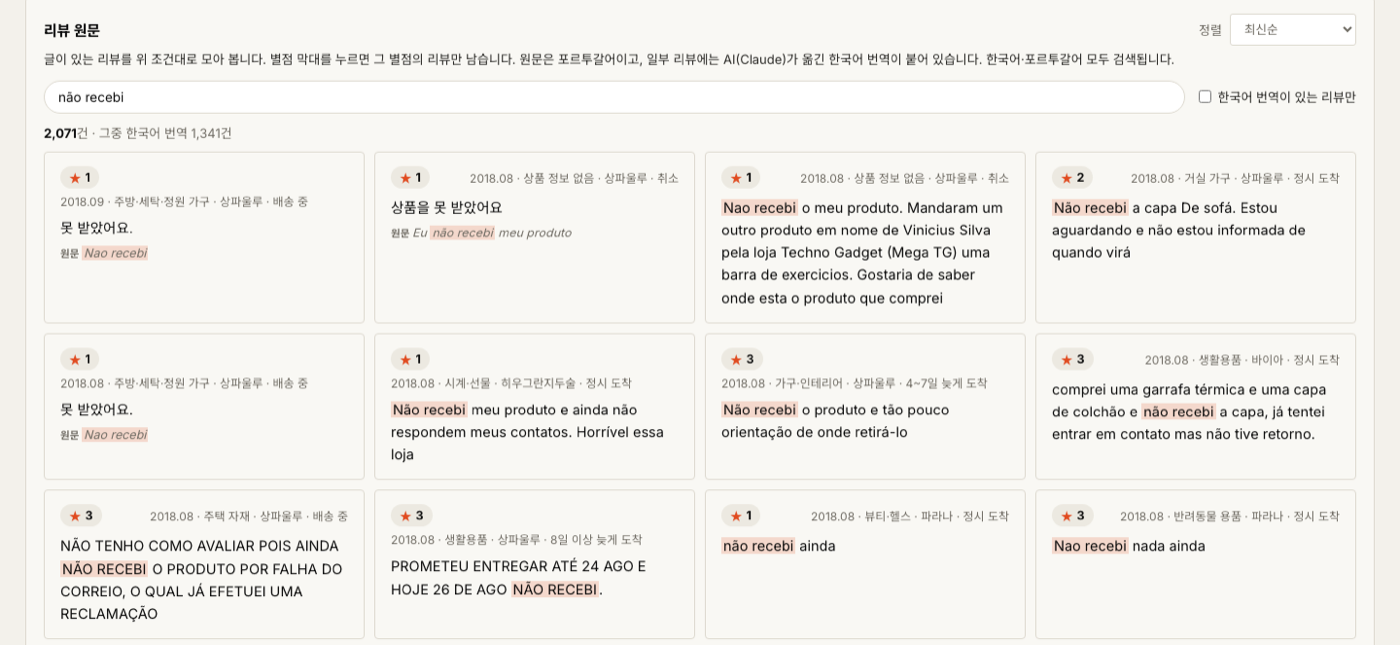 리뷰 원문
정렬 최신순
글이 있는 리뷰를 위 조건대로 모아 봅니다. 별점 막대를 누르면 그 별점의 리뷰만 남습니다. 원문은 포르투갈어이고, 일부 리뷰에는 AI(Claude)가 옮긴 한국어 번역이 붙어 있습니다. 한국어·포르투갈어 모두 검색됩니다.
não recebi
한국어 번역이 있는 리뷰만
2,071건 · 그중 한국어 번역 1,341건
★ 1
2018.09 · 주방·세탁·정원 가구 · 상파울루 · 배송 중
못 받았어요.
원문 Nao recebi
★ 1 2018.08 · 상품 정보 없음 · 상파울루 · 취소
상품을 못 받았어요
원문 Eu não recebi meu produto
★ 1 2018.08 · 상품 정보 없음 · 상파울루 · 취소
Nao recebi o meu produto. Mandaram um
outro produto em nome de Vinicius Silva
pela loja Techno Gadget (Mega TG) uma
barra de exercicios. Gostaria de saber
onde esta o produto que comprei
★ 2 2018.08 · 거실 가구 · 상파울루 · 정시 도착
Não recebi a capa De sofá. Estou
aguardando e não estou informada de
quando virá
★ 1
2018.08 · 주방·세탁·정원 가구 · 상파울루 · 배송 중
못 받았어요.
원문 Nao recebi
★ 1
2018.08 · 시계·선물 · 히우그란지두술 · 정시 도착
Não recebi meu produto e ainda não
respondem meus contatos. Horrível essa
loja
★ 3
2018.08 · 가구·인테리어 · 상파울루 · 4~7일 늦게 도착
Não recebi o produto e tão pouco
orientação de onde retirá-lo
★ 3 2018.08 · 생활용품 · 바이아 · 정시 도착
comprei uma garrafa térmica e uma capa
de colchão e não recebi a capa, já tentei
entrar em contato mas não tive retorno.
★ 3 2018.08 · 주택 자재 · 상파울루 · 배송 중
NÃO TENHO COMO AVALIAR POIS AINDA
NÃO RECEBI O PRODUTO POR FALHA DO
CORREIO, O QUAL JÁ EFETUEI UMA
RECLAMAÇÃO
★ 3
2018.08 · 생활용품 · 상파울루 · 8일 이상 늦게 도착
PROMETEU ENTREGAR ATÉ 24 AGO E
HOJE 26 DE AGO NÃO RECEBI.
★ 1 2018.08 · 뷰티·헬스 · 파라나 · 정시 도착
não recebi ainda
★ 3 2018.08 · 반려동물 용품 · 파라나 · 정시 도착
Nao recebi nada ainda